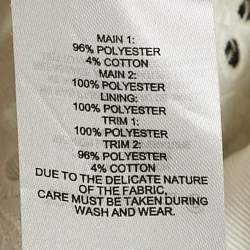 MAIN 1:
96% POLYESTER
4% COTTON
MAIN 2:
100% POLYESTER
LINING:
100% POLYESTER
TRIM 1:
100% POLYESTER
TRIM 2:
96% POLYESTER
4% COTTON
DUE TO THE DELICATE NATURE
OF THE FABRIC,
CARE MUST BE TAKEN DURING
WASH AND WEAR.